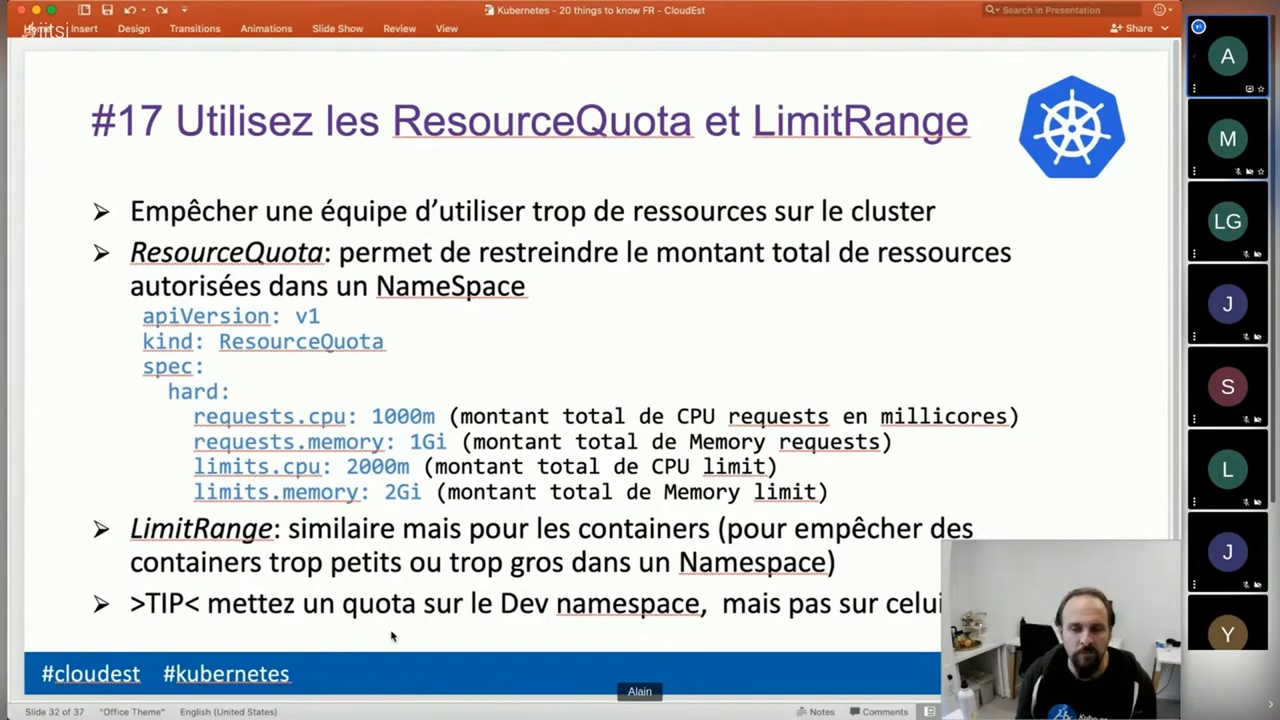 Kubernetes - 20 things to know FR - CloudEst
Search in Presentation
iitsi
Insert
Design
Transitions
Animations
Slide Show
Review
View
Share
#17 Utilisez les ResourceQuota et LimitRange
➢ Empêcher une équipe d’utiliser trop de ressources sur le cluster
➢ ResourceQuota: permet de restreindre le montant total de ressources
autorisées dans un NameSpace
apiVersion: v1
kind: ResourceQuota
spec:
hard:
requests.cpu: 1000m (montant total de CPU requests en millicores)
requests.memory: 1Gi (montant total de Memory requests)
limits.cpu: 2000m (montant total de CPU limit)
limits.memory: 2Gi (montant total de Memory limit)
➢ LimitRange: similaire mais pour les containers (pour empêcher des
containers trop petits ou trop gros dans un Namespace)
➢ >TIP< mettez un quota sur le Dev namespace, mais pas sur celui
#cloudest #kubernetes
Alain
Slide 32 of 37
"Office Theme"
English (United States)
Notes
Comments
A
M
LG
J
S
L
J
Y